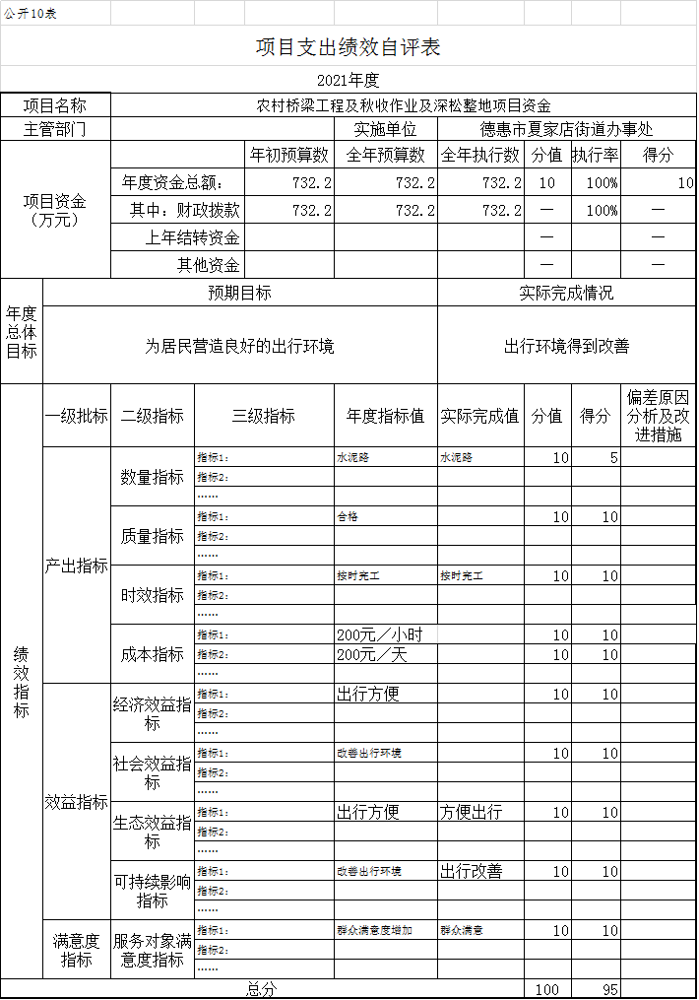 公开10表
项目支出绩效自评表
2021年度
项目名称 农村桥梁工程及秋收作业及深松整地项目资金
主管部门 实施单位 德惠市夏家店街道办事处
项目资金
（万元）
年初预算数 全年预算数 全年执行数 分值 执行率 得分
年度资金总额： 732.2 732.2 732.2 10 100% 10
其中：财政拨款 732.2 732.2 732.2 — 100% —
上年结转资金 — —
其他资金 — —
年度
总体
目标
预期目标 实际完成情况
为居民营造良好的出行环境 出行环境得到改善
绩
效
指
标
一级批标 二级指标 三级指标 年度指标值 实际完成值 分值 得分 偏差原因
分析及改
进措施
产出指标
数量指标
指标1： 水泥路 水泥路 10 5
指标2：
……
质量指标
指标1： 合格 10 10
指标2：
……
时效指标
指标1： 按时完工 按时完工 10 10
指标2：
……
成本指标
指标1： 200元／小时 10 10
指标2： 200元／天 10 10
……
效益指标
经济效益指
标
指标1： 出行方便 10 10
指标2：
……
社会效益指
标
指标1： 改善出行环境 10 10
指标2：
……
生态效益指
标
指标1： 出行方便 方便出行 10 10
指标2：
……
可持续影响
指标
指标1： 改善出行环境 出行改善 10 10
指标2：
……
满意度
指标
服务对象满
意度指标
指标1： 群众满意度增加 群众满意 10 10
指标2：
……
总分 100 95